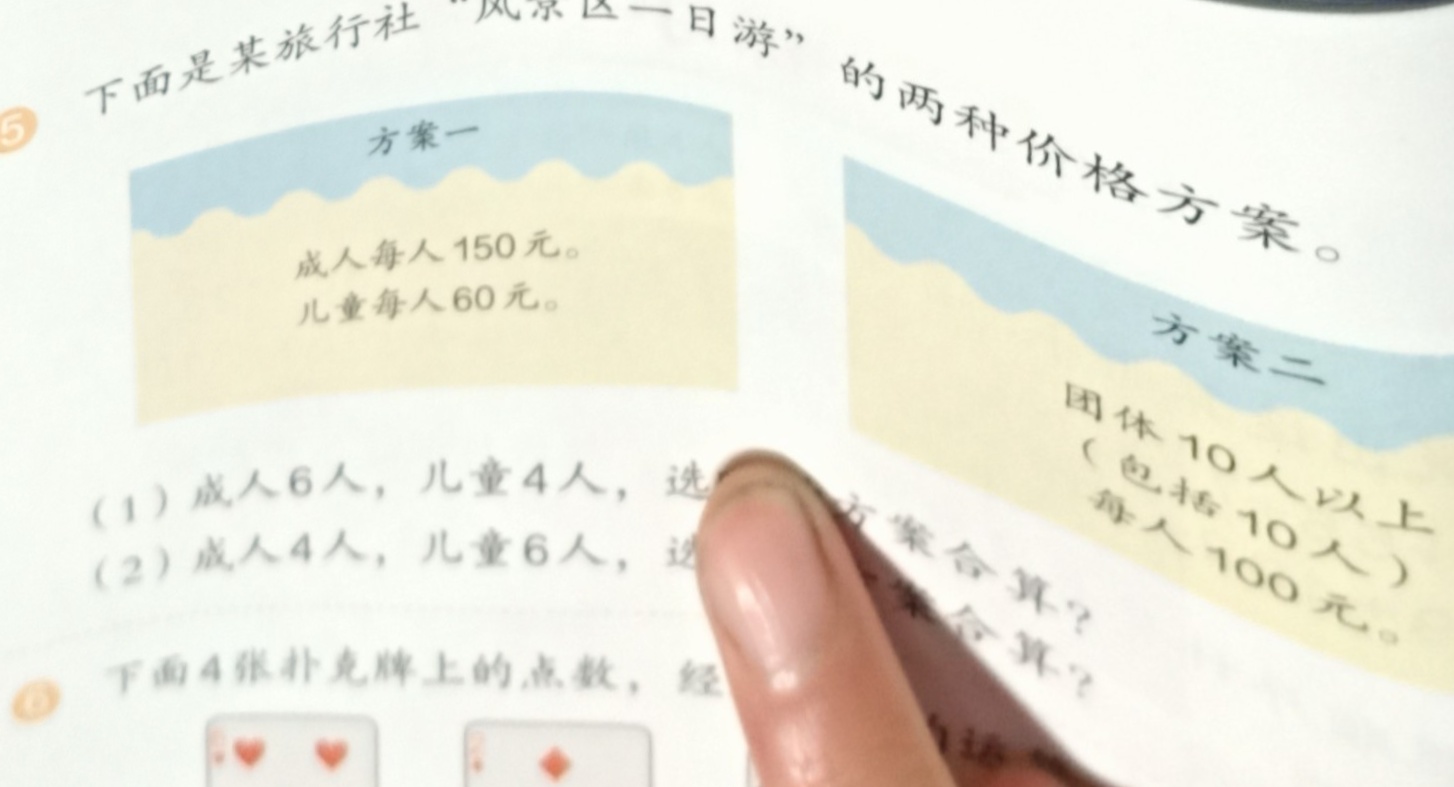 5 下面是某旅行社“风景区一日游”的两种价格方案。
方案一
成人每人150元。
儿童每人60元。
方案二
团体10人以上
（包括10人）
每人100元。
（1）成人6人，儿童4人，选 方案合算？
（2）成人4人，儿童6人，选 案合算？
6 下面4张扑克牌上的点数，经